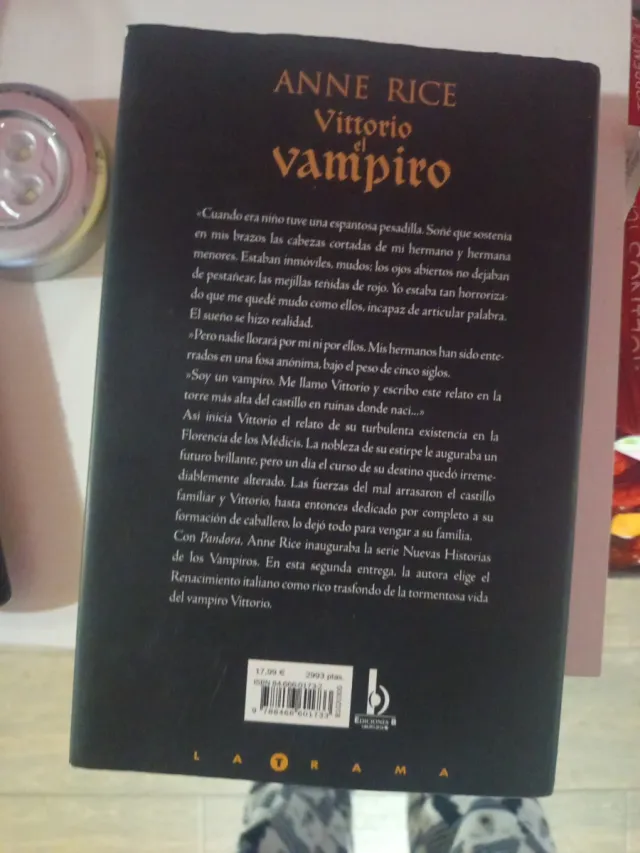 ANNE RICE
Vittorio
el
vampiro
«Cuando era niño tuve una espantosa pesadilla. Soñé que sostenía
en mis brazos las cabezas cortadas de mi hermano y hermana
menores. Estaban inmóviles, mudos; los ojos abiertos no dejaban
de pestañear, las mejillas teñidas de rojo. Yo estaba tan horroriza-
do que me quedé mudo como ellos, incapaz de articular palabra.
El sueño se hizo realidad.
»Pero nadie llorará por mí ni por ellos. Mis hermanos han sido ente-
rrados en una fosa anónima, bajo el peso de cinco siglos.
»Soy un vampiro. Me llamo Vittorio y escribo este relato en la
torre más alta del castillo en ruinas donde nací...»
Así inicia Vittorio el relato de su turbulenta existencia en la
Florencia de los Médicis. La nobleza de su estirpe le auguraba un
futuro brillante, pero un día el curso de su destino quedó irreme-
diablemente alterado. Las fuerzas del mal arrasaron el castillo
familiar y Vittorio, hasta entonces dedicado por completo a su
formación de caballero, lo dejó todo para vengar a su familia.
Con Pandora, Anne Rice inauguraba la serie Nuevas Historias
de los Vampiros. En esta segunda entrega, la autora elige el
Renacimiento italiano como rico trasfondo de la tormentosa vida
del vampiro Vittorio.
17,99 € 2993 ptas.
ISBN 84-666-0173-3
9 788466 601733
EDICIONES B
LA TRAMA